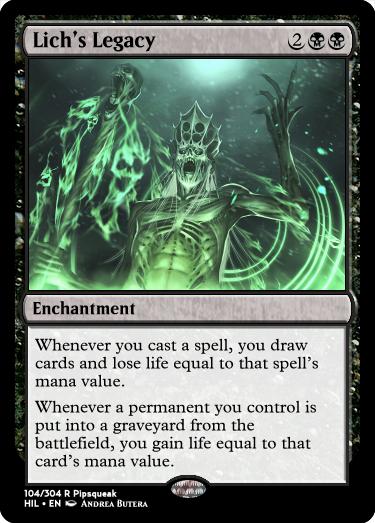 Lich's Legacy 2
Enchantment
Whenever you cast a spell, you draw
cards and lose life equal to that spell's
mana value.
Whenever a permanent you control is
put into a graveyard from the
battlefield, you gain life equal to that
card's mana value.
104/304 R Pipsqueak
HIL • EN Andrea Butera